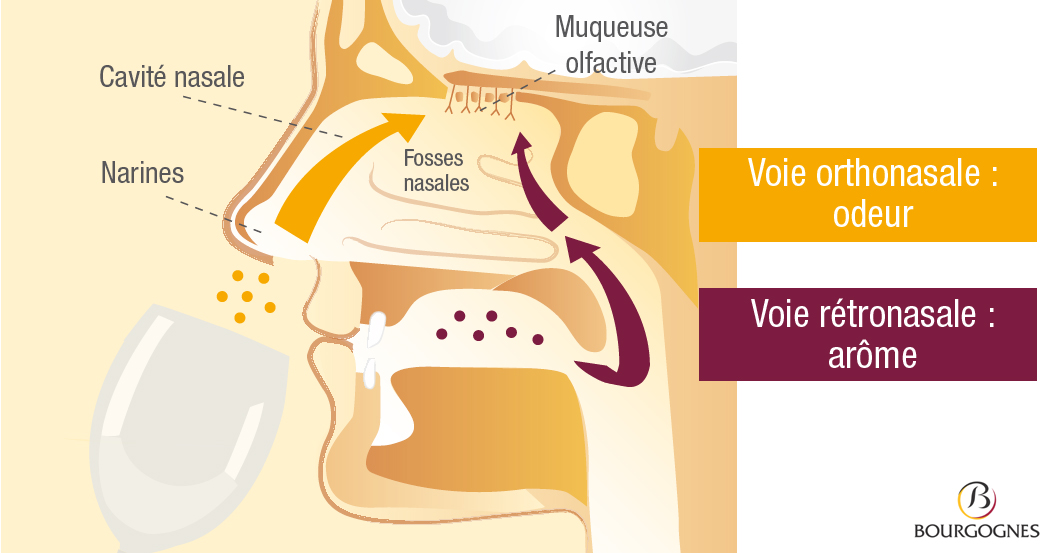 Muqueuse
olfactive
Cavité nasale
Fosses
nasales
Narines
Voie orthonasale :
odeur
Voie rétronasale :
arôme
B
BOURGOGNES